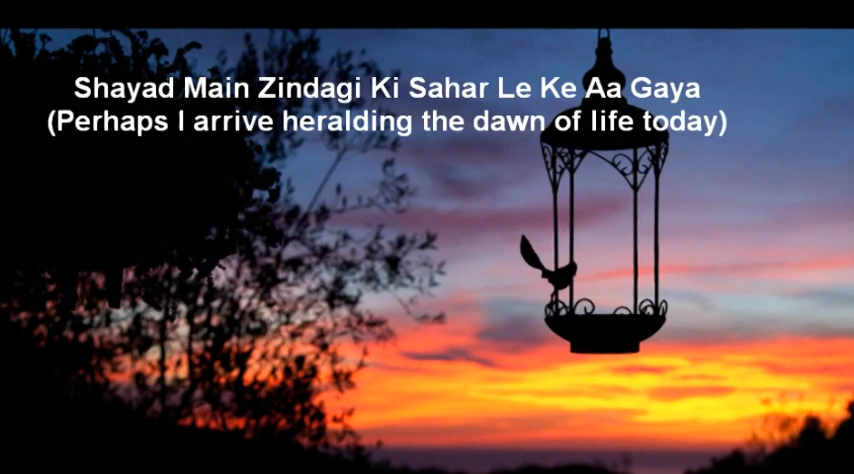 Shayad Main Zindagi Ki Sahar Le Ke Aa Gaya
(Perhaps I arrive heralding the dawn of life today)